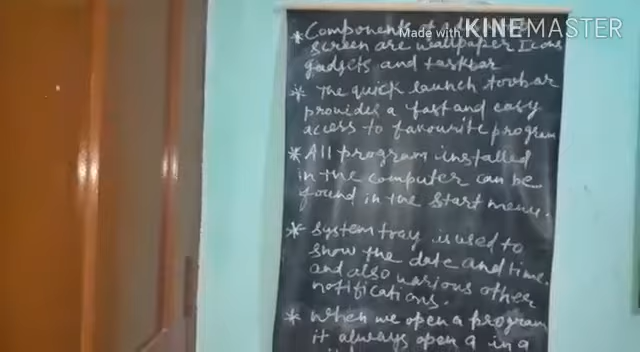 Made with KINEMASTER
* Components of
screen are wallpaper Icons
gadgets and taskbar
* The quick launch toobar
provides a fast and easy
access to favourite program
* All program installed
in the computer can be
found in the start menu.
* System tray is used to
show the date and time.
and also various other
notifications.
* When we open a program
it always open q in a